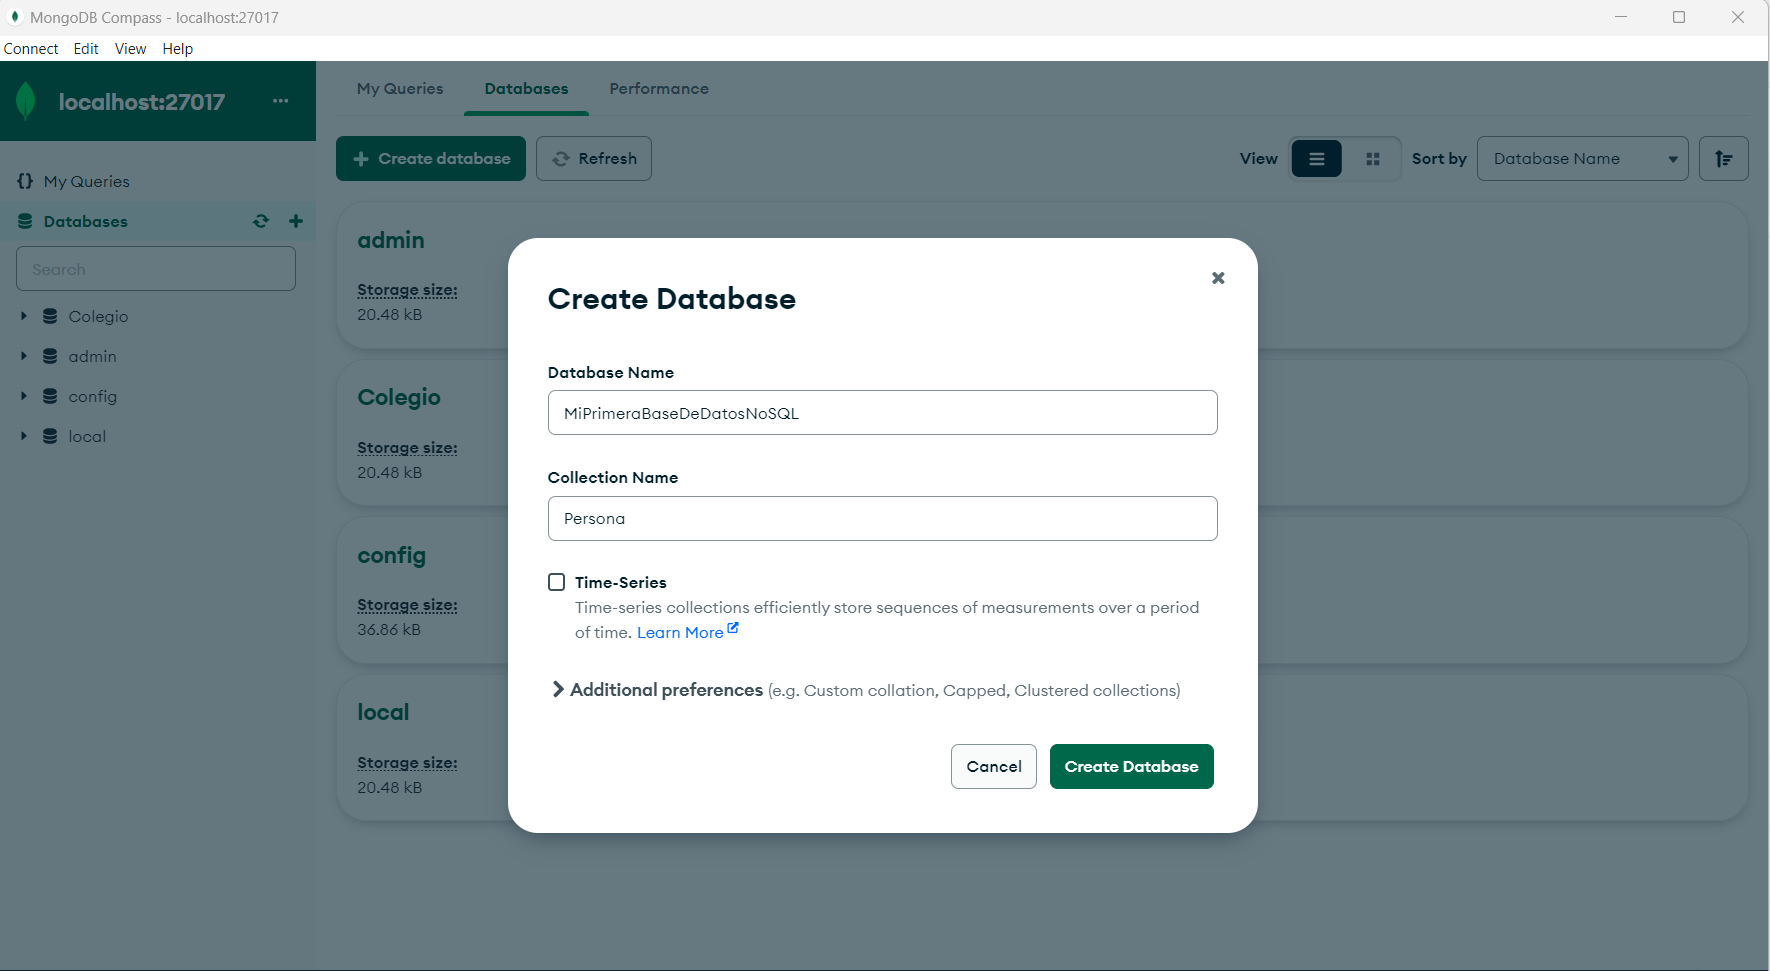 MongoDB Compass - localhost:27017
Connect Edit View Help
localhost:27017 ...
My Queries
Databases
Search
Colegio
admin
config
local
My Queries Databases Performance
Create database Refresh View Sort by Database Name
admin
Storage size:
20.48 kB
Colegio
Storage size:
20.48 kB
config
Storage size:
36.86 kB
local
Storage size:
20.48 kB
Create Database
Database Name
MiPrimeraBaseDeDatosNoSQL
Collection Name
Persona
Time-Series
Time-series collections efficiently store sequences of measurements over a period
of time. Learn More
Additional preferences (e.g. Custom collation, Capped, Clustered collections)
Cancel Create Database